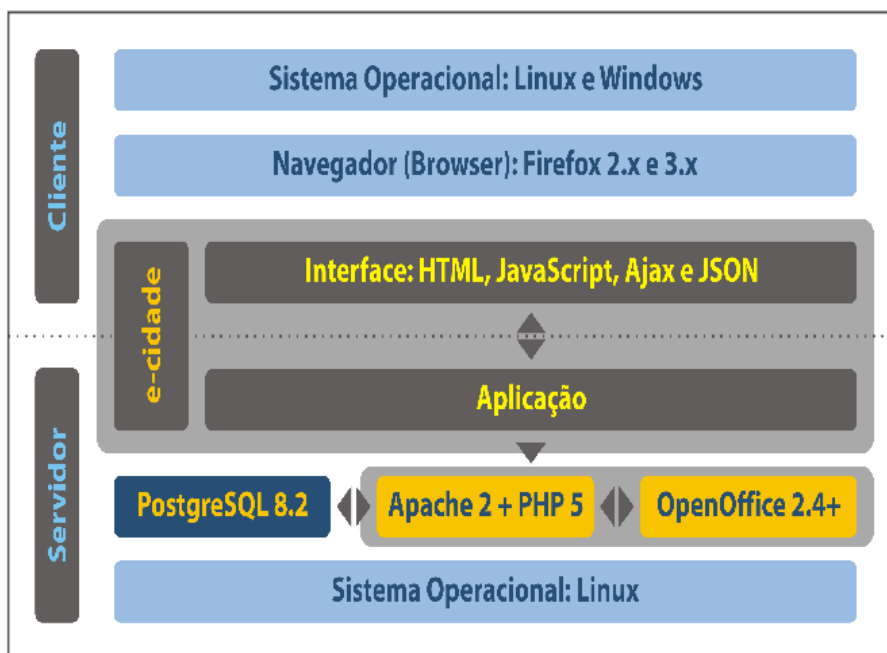 Cliente
Sistema Operacional: Linux e Windows
Navegador (Browser): Firefox 2.x e 3.x
e-cidade
Interface: HTML, JavaScript, Ajax e JSON
Aplicação
Servidor
PostgreSQL 8.2
Apache 2 + PHP 5
OpenOffice 2.4+
Sistema Operacional: Linux